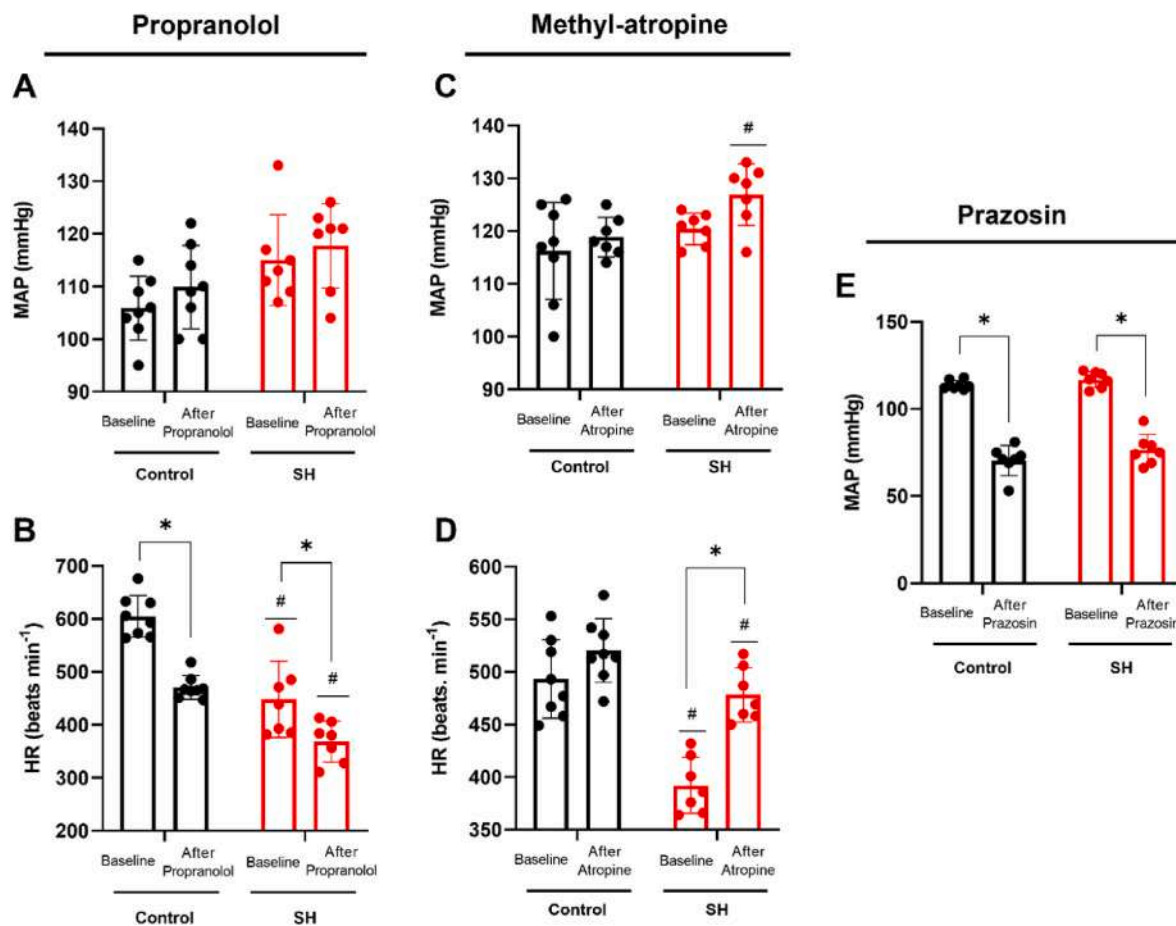 Propranolol
Methyl-atropine
A
MAP (mmHg)
140
130
120
110
100
90
Baseline
After
Propranolol
Baseline
After
Propranolol
Control
SH
C
MAP (mmHg)
140
130
120
110
100
90
#
Baseline
After
Atropine
Baseline
After
Atropine
Control
SH
Prazosin
E
MAP (mmHg)
150
100
50
0
*
*
Baseline
After
Prazosin
Baseline
After
Prazosin
Control
SH
B
HR (beats min⁻¹)
700
600
500
400
300
200
*
*
#
#
Baseline
After
Propranolol
Baseline
After
Propranolol
Control
SH
D
HR (beats. min⁻¹)
600
550
500
450
400
350
*
#
#
Baseline
After
Atropine
Baseline
After
Atropine
Control
SH